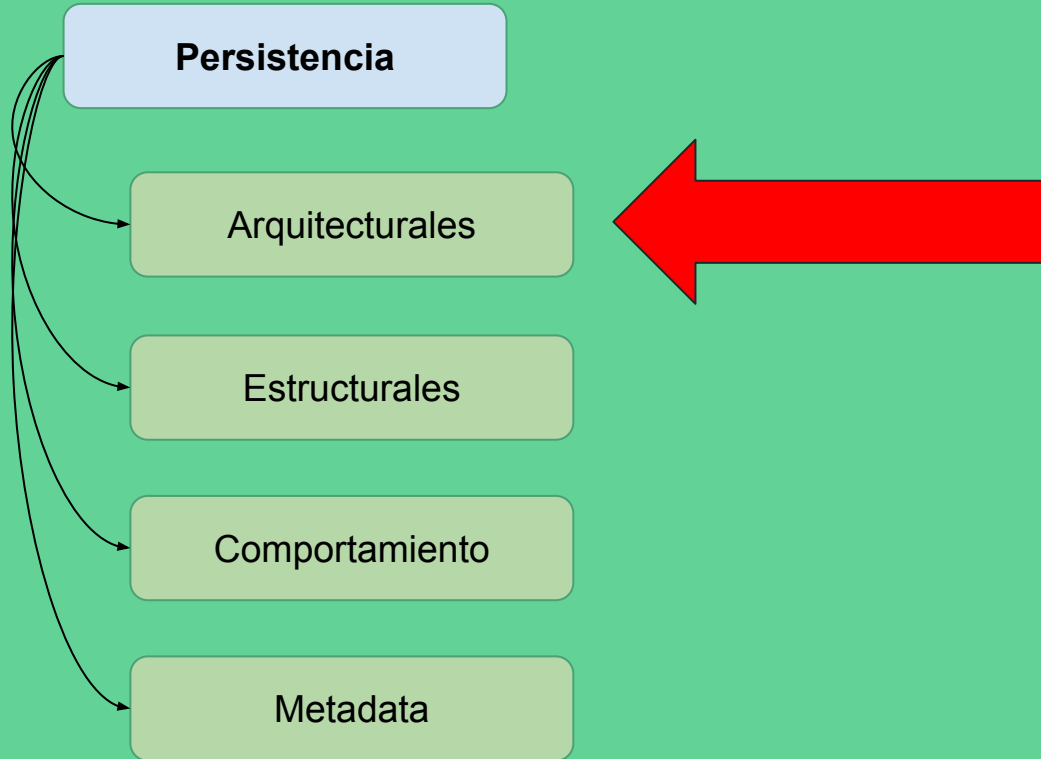 Persistencia
Arquitecturales
Estructurales
Comportamiento
Metadata